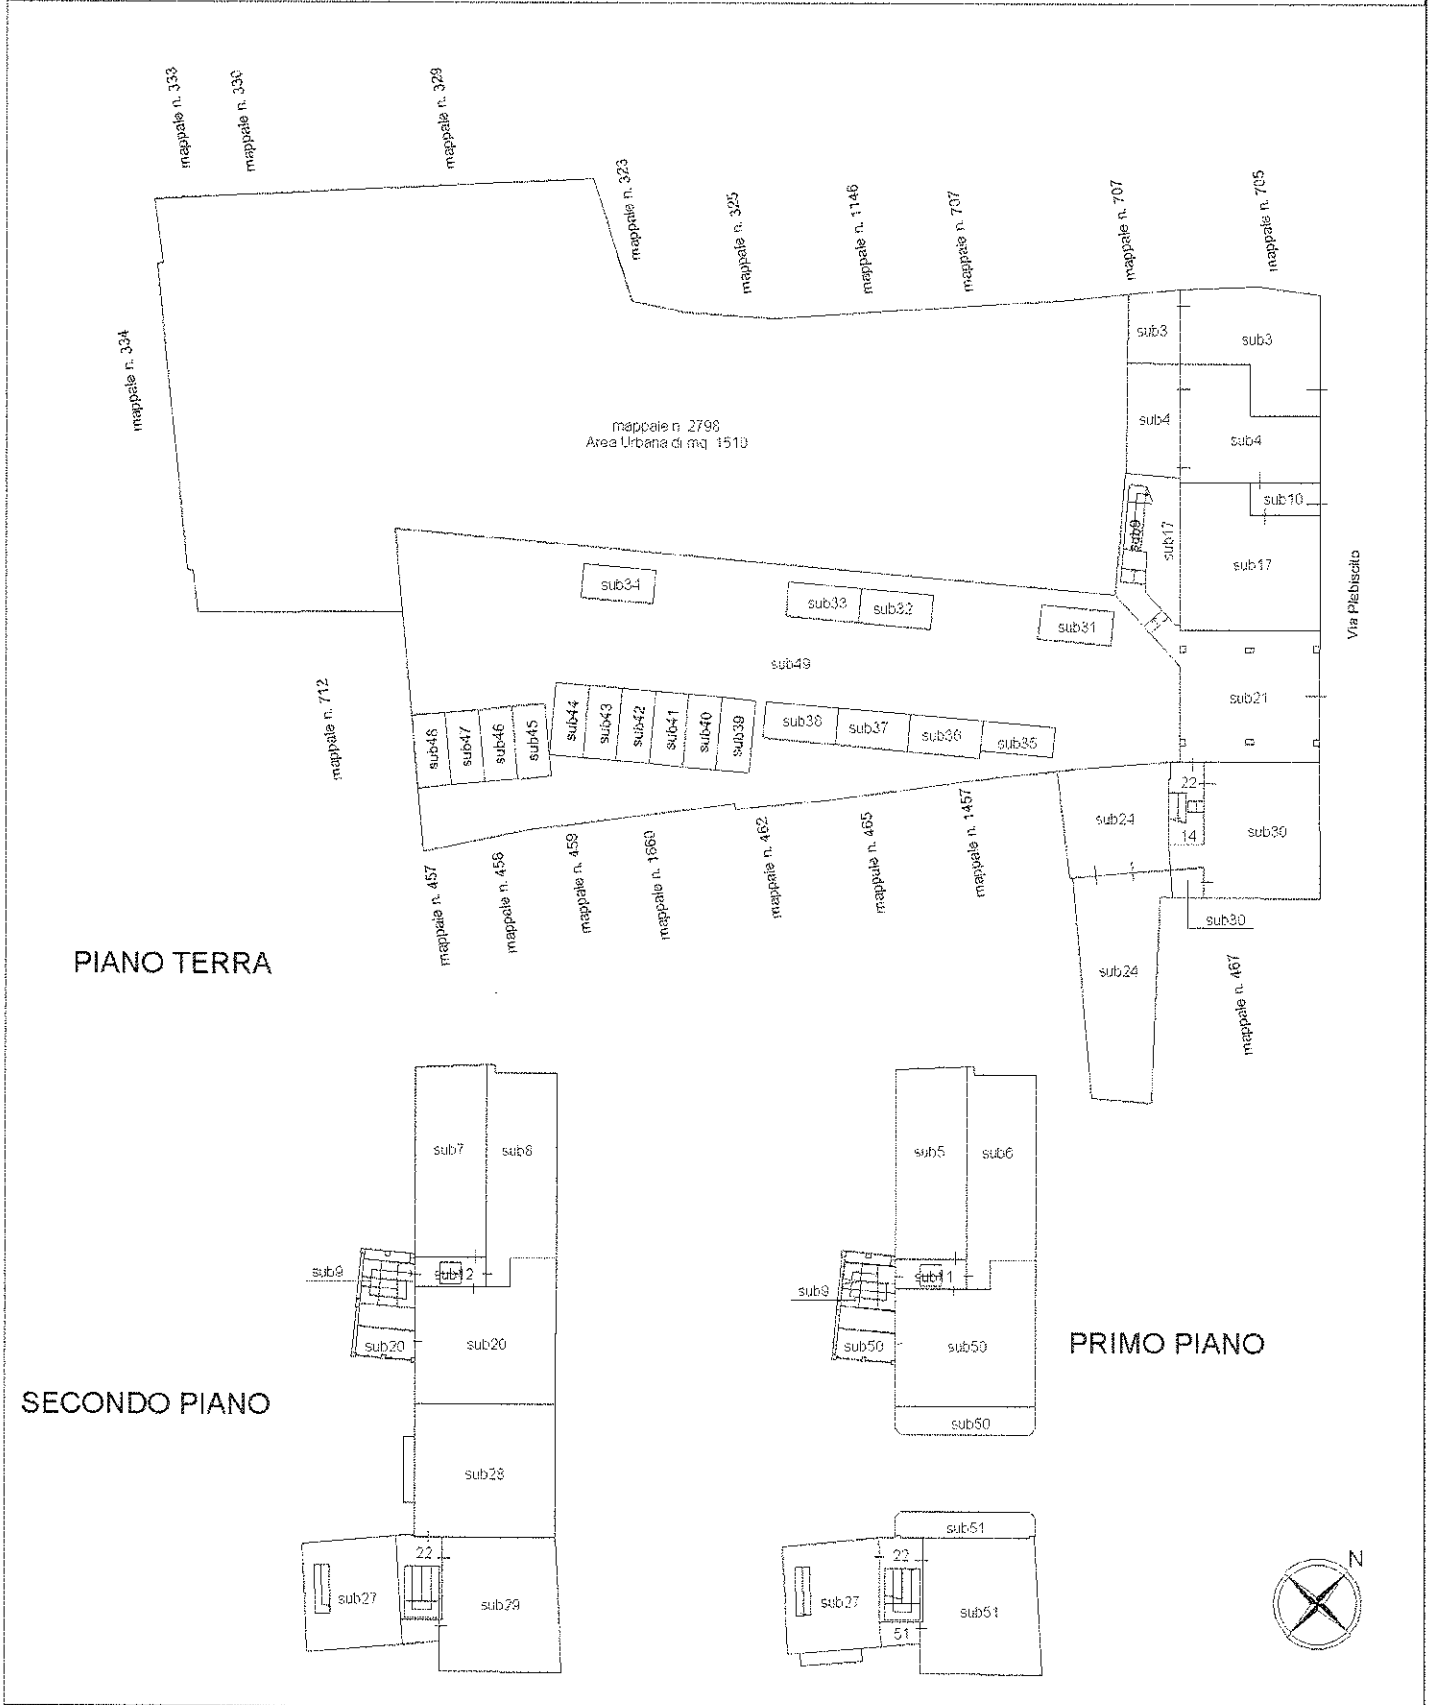 mappale n. 333
mappale n. 330
mappale n. 329
mappale n. 323
mappale n. 325
mappale n. 1146
mappale n. 707
mappale n. 707
mappale n. 705
mappale n. 334
mappale n. 2798
Area Urbana di mq. 1510
sub3
sub3
sub4
sub4
sub10
sub9
sub17
sub17
Via Plebiscito
sub34
sub33
sub32
sub31
sub49
sub21
mappale n. 712
sub48
sub47
sub46
sub45
sub44
sub43
sub42
sub41
sub40
sub39
sub38
sub37
sub36
sub35
22
14
sub24
sub30
sub30
sub24
mappale n. 457
mappale n. 458
mappale n. 459
mappale n. 1660
mappale n. 462
mappale n. 465
mappale n. 1457
mappale n. 467
PIANO TERRA
sub7
sub8
sub9
sub12
sub20
sub20
SECONDO PIANO
sub28
22
sub27
sub29
sub5
sub6
sub9
sub11
sub50
sub50
PRIMO PIANO
sub50
sub51
22
sub27
sub51
51
N